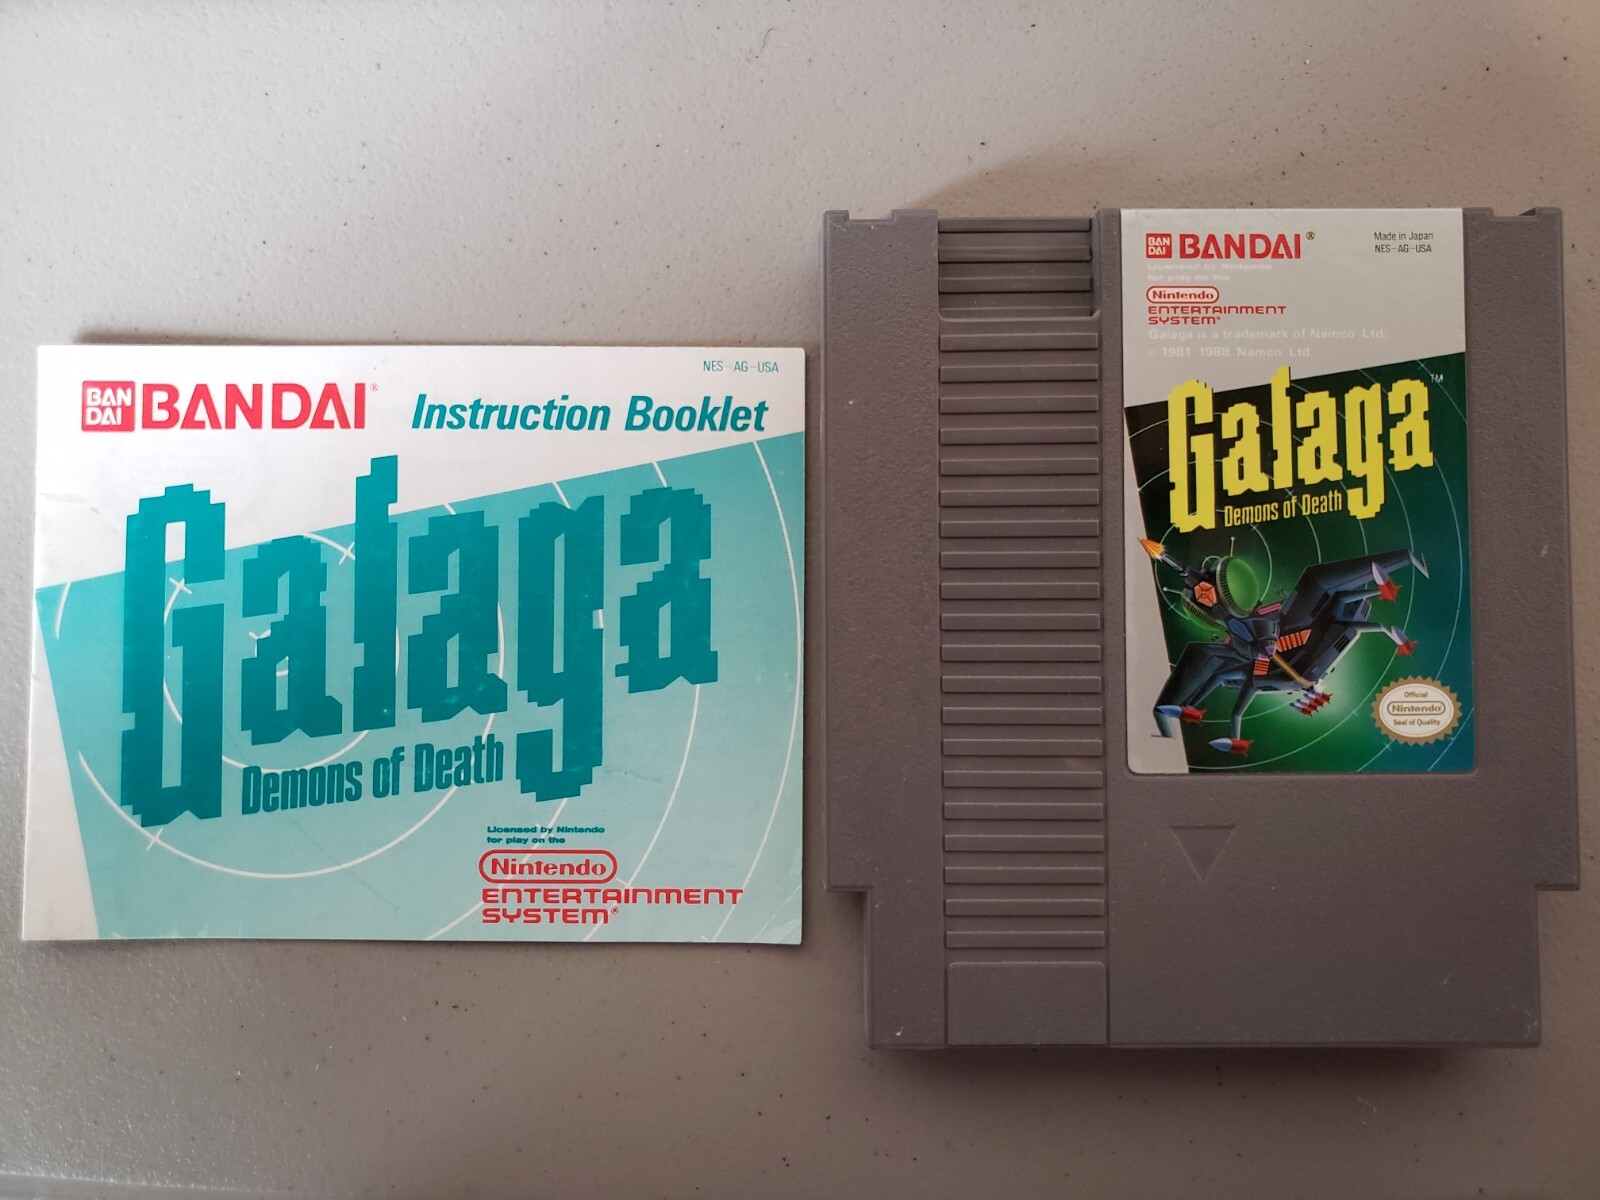 NES-AG-USA
BAN
DAI
BANDAI®
Instruction Booklet
Galaga
Demons of Death
Licensed by Nintendo
for play on the
Nintendo
ENTERTAINMENT
SYSTEM®
BAN
DAI
BANDAI®
Made in Japan
NES-AG-USA
Licensed by Nintendo
for play on the
Nintendo
ENTERTAINMENT
SYSTEM®
Galaga is a trademark of Namco Ltd.
© 1981 1988 Namco Ltd.
Galaga™
Demons of Death
Official
Nintendo
Seal of Quality